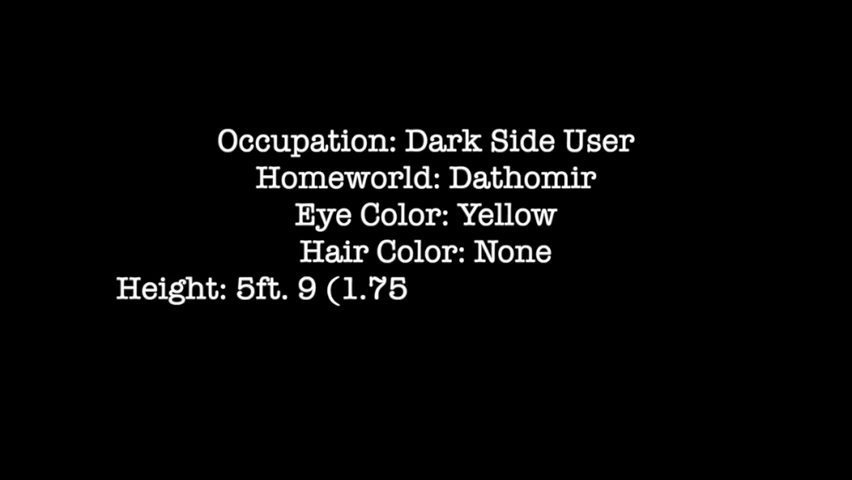 Occupation: Dark Side User
Homeworld: Dathomir
Eye Color: Yellow
Hair Color: None
Height: 5ft. 9 (1.75